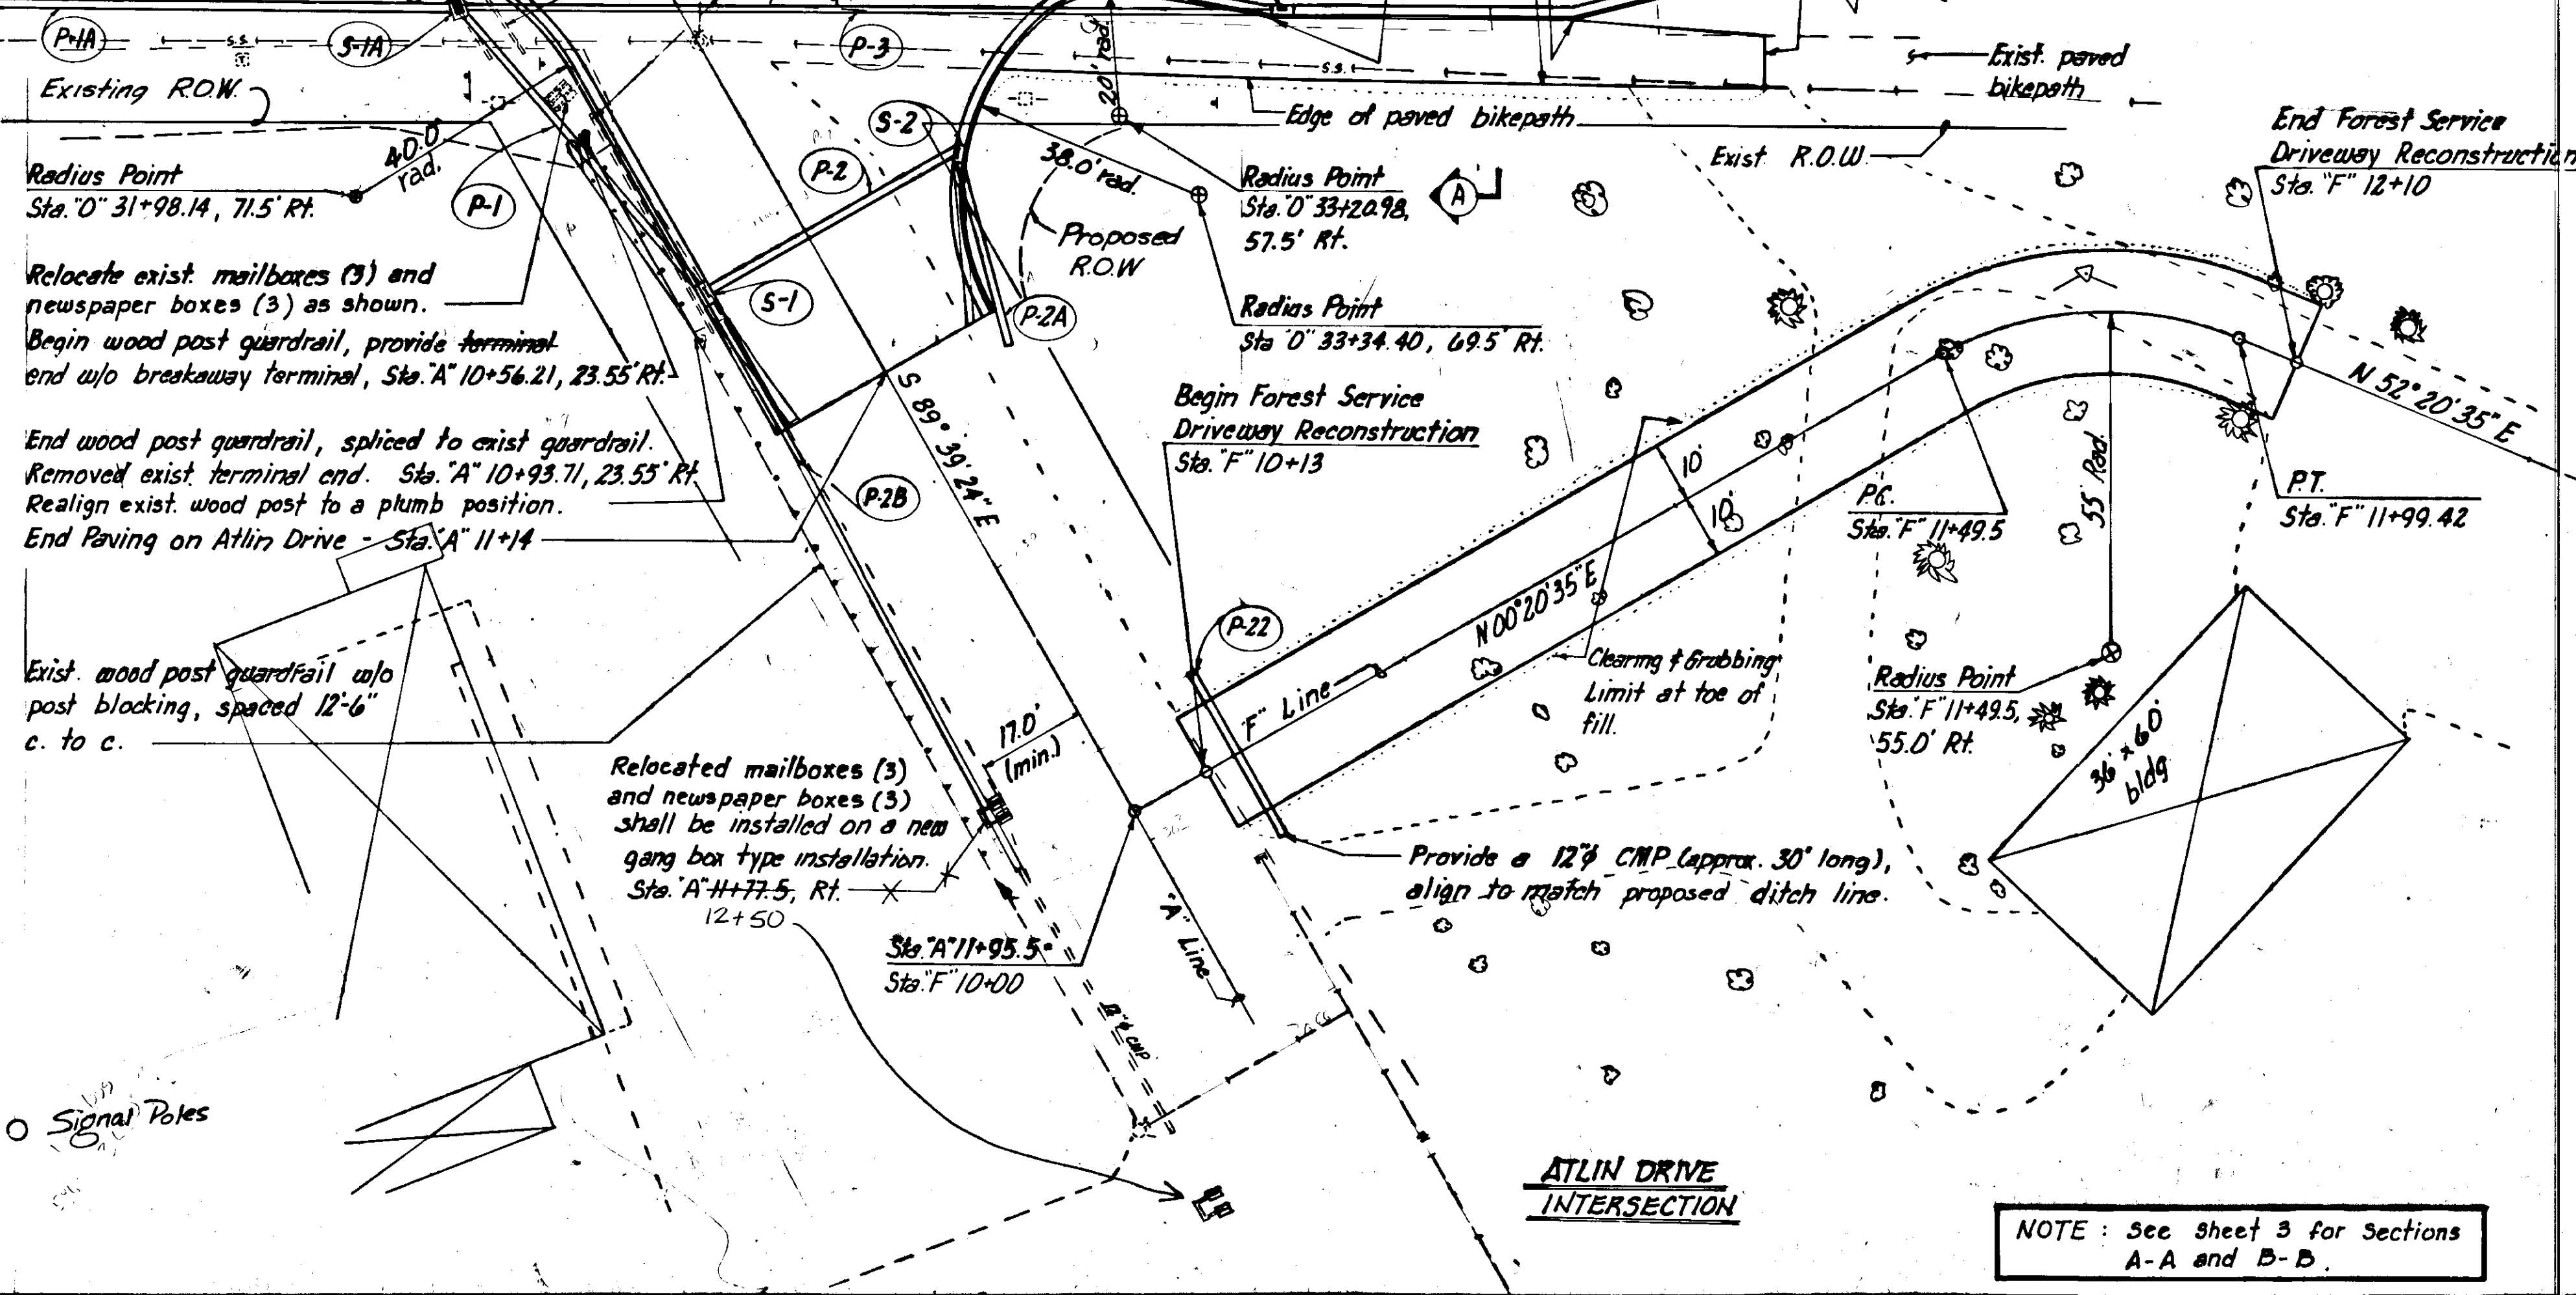 P-1A
S.S.
S-1A
P-3
20' rad.
S.S.
Exist. paved
bikepath
Existing R.O.W.
S-2
Edge of paved bikepath
End Forest Service
Driveway Reconstruction
Sta. "F" 12+10
40.0'
rad.
P-2
38.0' rad.
Exist R.O.W.
Radius Point
Sta. "O" 31+98.14, 71.5' Rt.
P-1
Radius Point
Sta. "O" 33+20.98,
57.5' Rt.
A
Proposed
R.O.W
Relocate exist. mailboxes (3) and
newspaper boxes (3) as shown.
S-1
P-2A
Radius Point
Sta "O" 33+34.40, 69.5' Rt.
Begin wood post guardrail, provide terminal
end w/o breakaway terminal, Sta. "A" 10+56.21, 23.55' Rt.
S 89° 39' 24" E
N 52° 20' 35" E
Begin Forest Service
Driveway Reconstruction
Sta. "F" 10+13
End wood post guardrail, spliced to exist guardrail.
Removed exist. terminal end. Sta. "A" 10+93.71, 23.55' Rt.
Realign exist. wood post to a plumb position.
P-2B
10'
10'
P.C.
Sta. "F" 11+49.5
55' Rad.
P.T.
Sta. "F" 11+99.42
End Paving on Atlin Drive - Sta. "A" 11+14
N 00° 20' 35" E
P-22
Exist. wood post guardrail w/o
post blocking, spaced 12'-6"
c. to c.
"F" Line
Clearing & Grubbing
Limit at toe of
fill.
Radius Point
Sta. "F" 11+49.5,
55.0' Rt.
36' x 60'
bldg
17.0'
(min.)
Relocated mailboxes (3)
and newspaper boxes (3)
shall be installed on a new
gang box type installation.
Sta. "A" 11+77.5, Rt.
12+50
Provide a 12"ϕ CMP (approx. 30' long),
align to match proposed ditch line.
"A" Line
Sta. "A" 11+95.5
Sta. "F" 10+00
12"ϕ CMP
Signal Poles
ATLIN DRIVE
INTERSECTION
NOTE : See Sheet 3 for Sections
A-A and B-B.